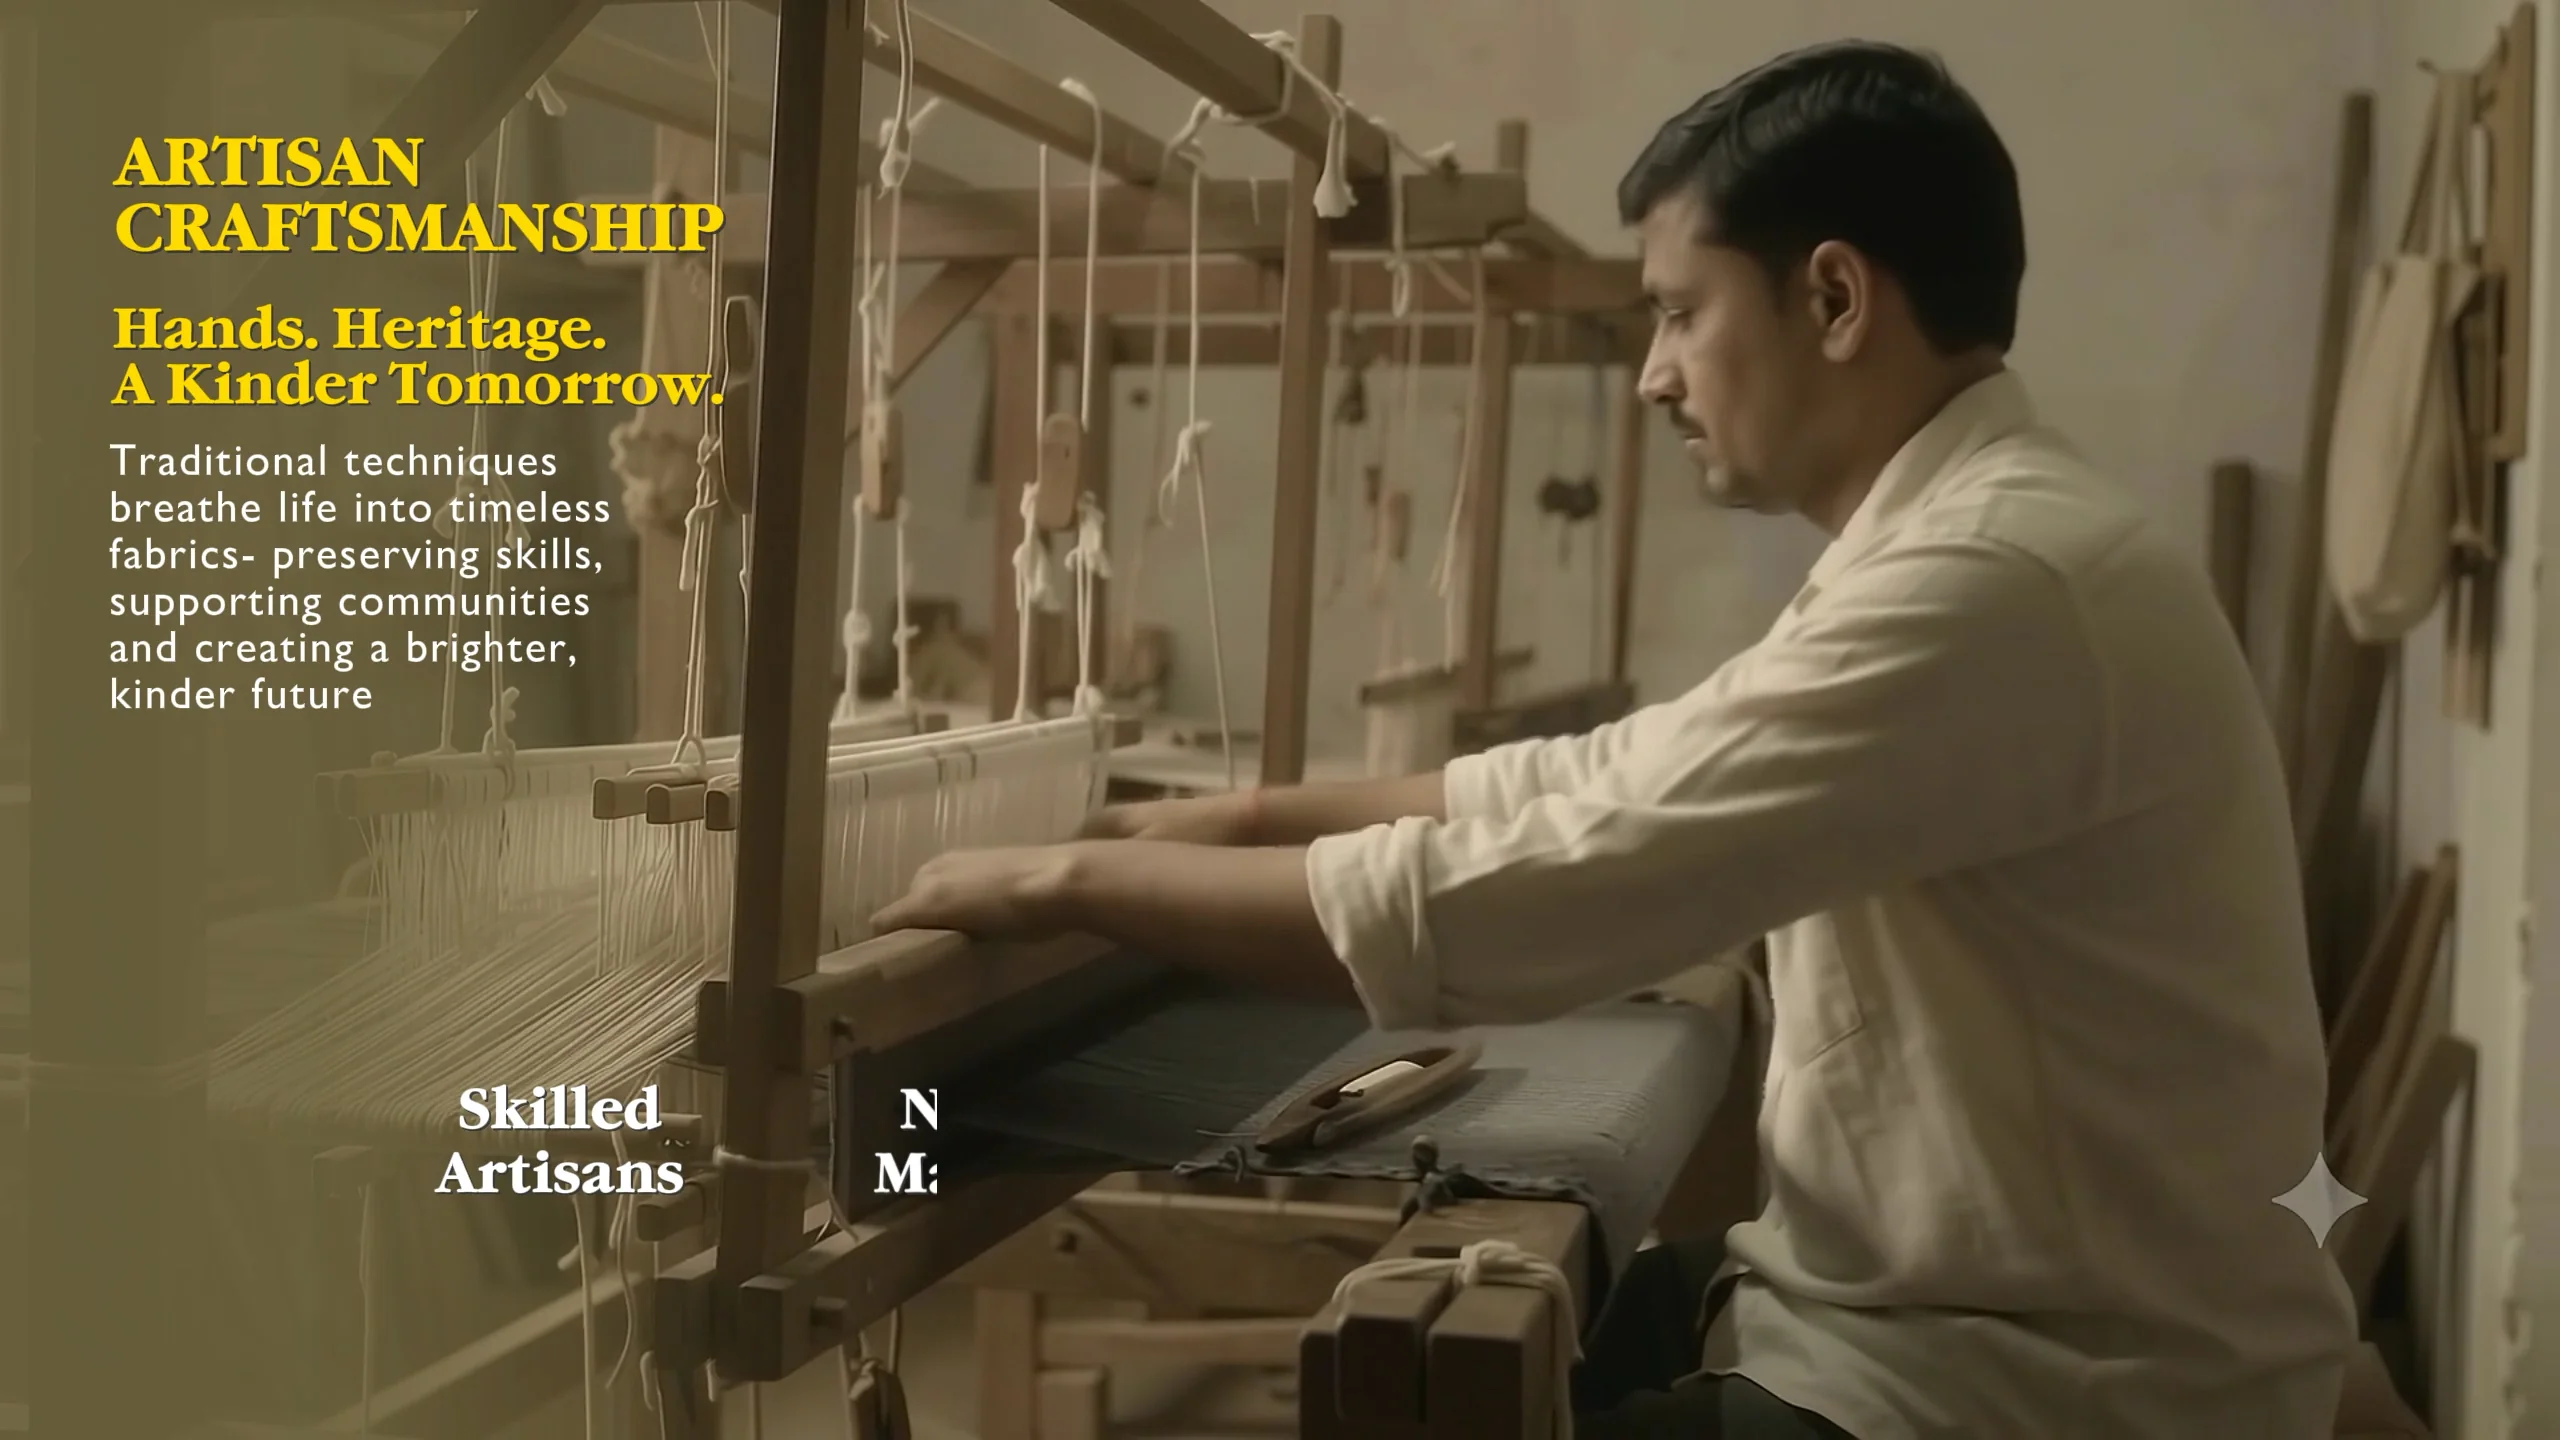 ARTISAN
CRAFTSMANSHIP
Hands. Heritage.
A Kinder Tomorrow.
Traditional techniques
breathe life into timeless
fabrics- preserving skills,
supporting communities
and creating a brighter,
kinder future
Skilled
Artisans